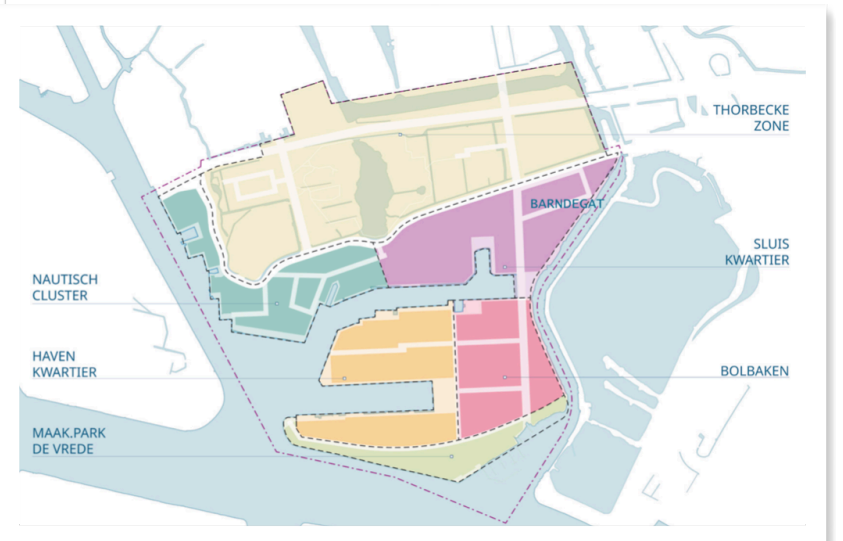 THORBECKE
ZONE
BARNDEGAT
SLUIS
KWARTIER
NAUTISCH
CLUSTER
HAVEN
KWARTIER
BOLBAKEN
MAAK.PARK
DE VREDE